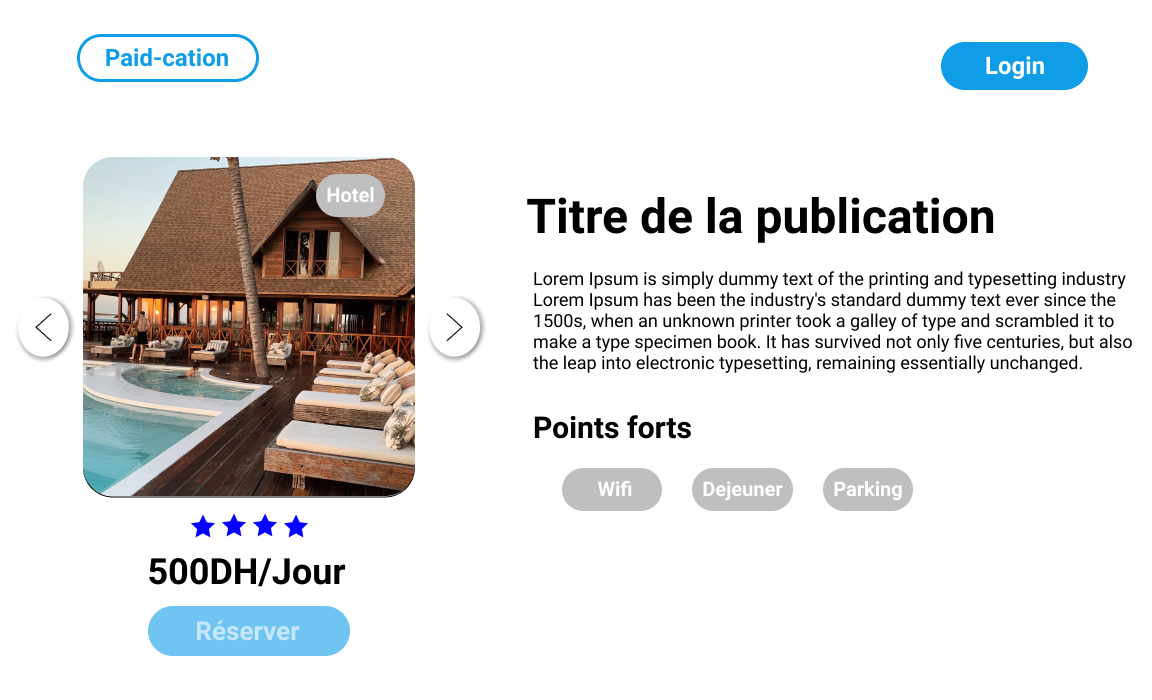 Paid-cation
Login
Hotel
Titre de la publication
Lorem Ipsum is simply dummy text of the printing and typesetting industry
Lorem Ipsum has been the industry's standard dummy text ever since the
1500s, when an unknown printer took a galley of type and scrambled it to
make a type specimen book. It has survived not only five centuries, but also
the leap into electronic typesetting, remaining essentially unchanged.
Points forts
Wifi
Dejeuner
Parking
500DH/Jour
Réserver